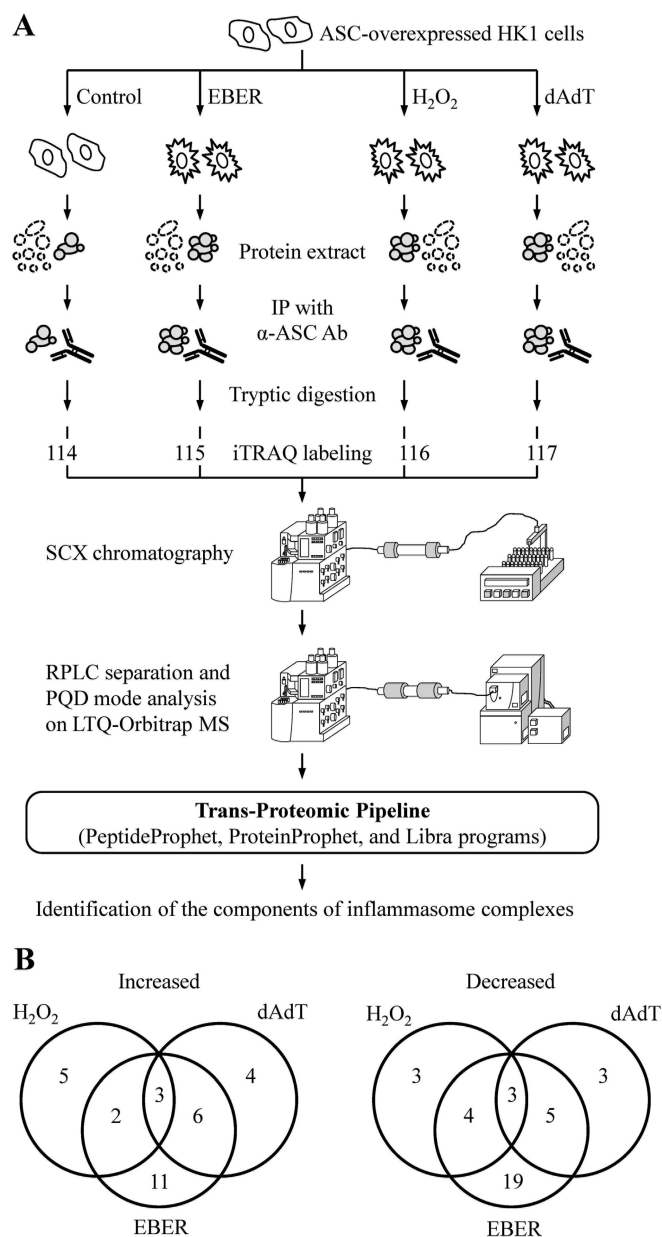 A
ASC-overexpressed HK1 cells
Control
EBER
H₂O₂
dAdT
Protein extract
IP with
α-ASC Ab
Tryptic digestion
114
115
iTRAQ labeling
116
117
SCX chromatography
RPLC separation and
PQD mode analysis
on LTQ-Orbitrap MS
Trans-Proteomic Pipeline
(PeptideProphet, ProteinProphet, and Libra programs)
Identification of the components of inflammasome complexes
B
Increased
H₂O₂
dAdT
5
3
4
2
6
11
EBER
Decreased
H₂O₂
dAdT
3
3
3
4
5
19
EBER